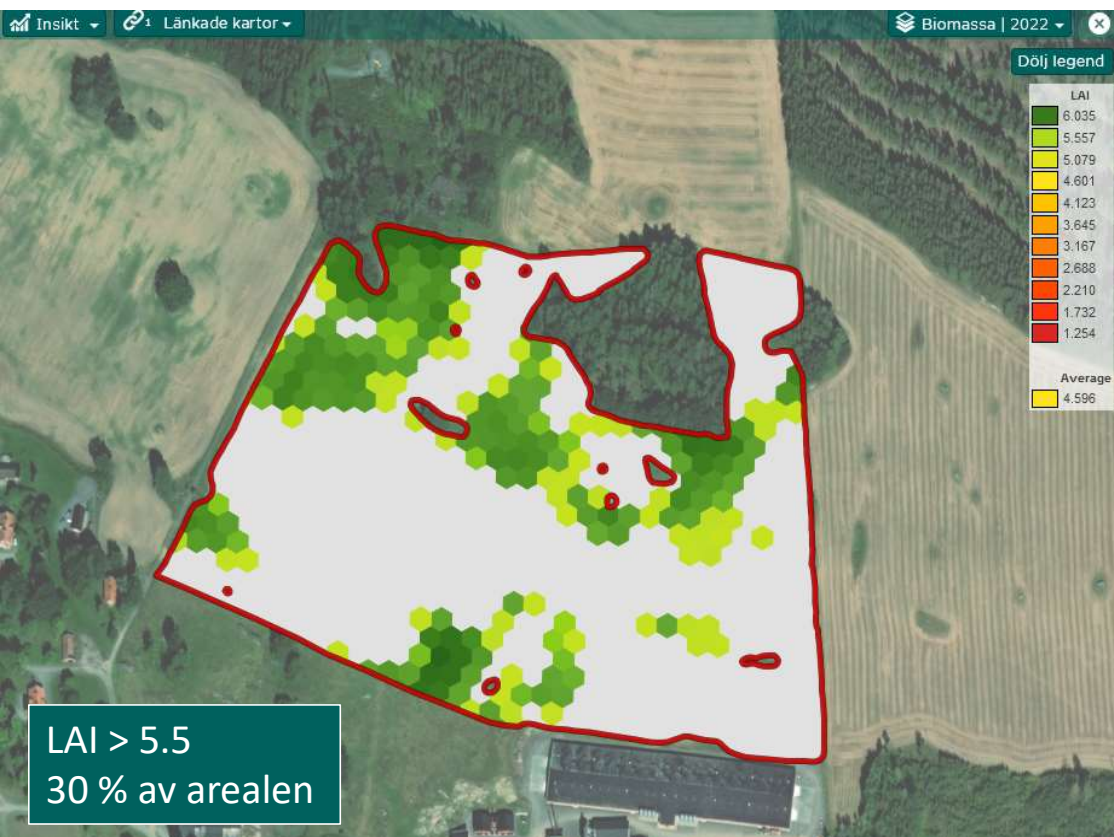 Insikt
1 Länkade kartor
Biomassa | 2022
Dölj legend
LAI
6.035
5.557
5.079
4.601
4.123
3.645
3.167
2.688
2.210
1.732
1.254
Average
4.596
LAI > 5.5
30 % av arealen